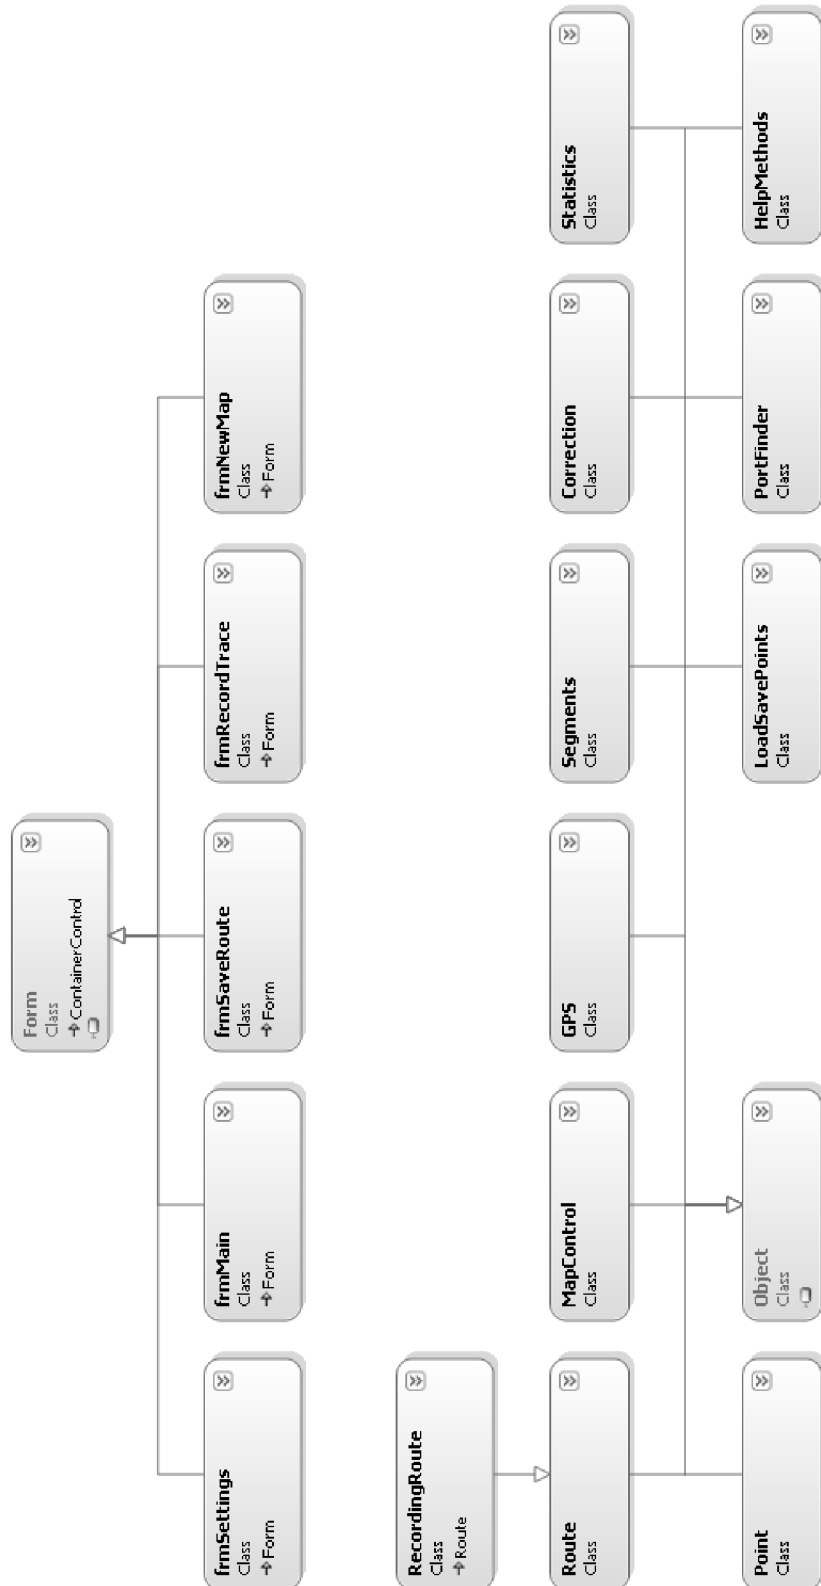 Form
Class
ContainerControl
frmSettings
Class
Form
frmMain
Class
Form
frmSaveRoute
Class
Form
frmRecordTrace
Class
Form
frmNewMap
Class
Form
RecordingRoute
Class
Route
Route
Class
MapControl
Class
GPS
Class
Segments
Class
Correction
Class
Statistics
Class
Point
Class
Object
Class
LoadSavePoints
Class
PortFinder
Class
HelpMethods
Class